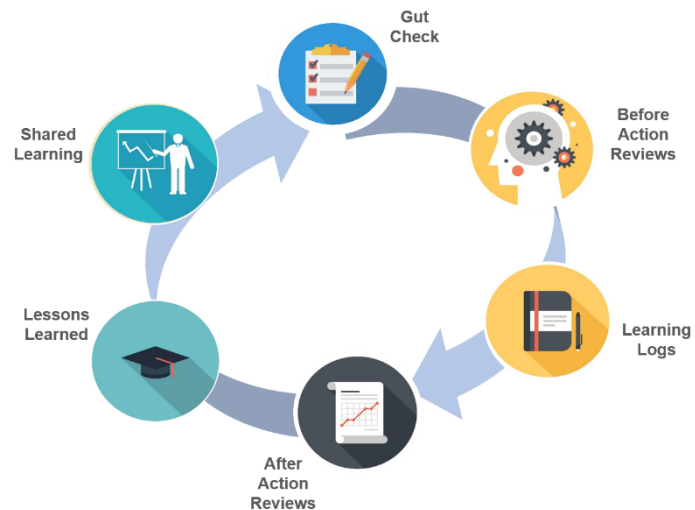 Gut
Check
Before
Action
Reviews
Learning
Logs
After
Action
Reviews
Lessons
Learned
Shared
Learning